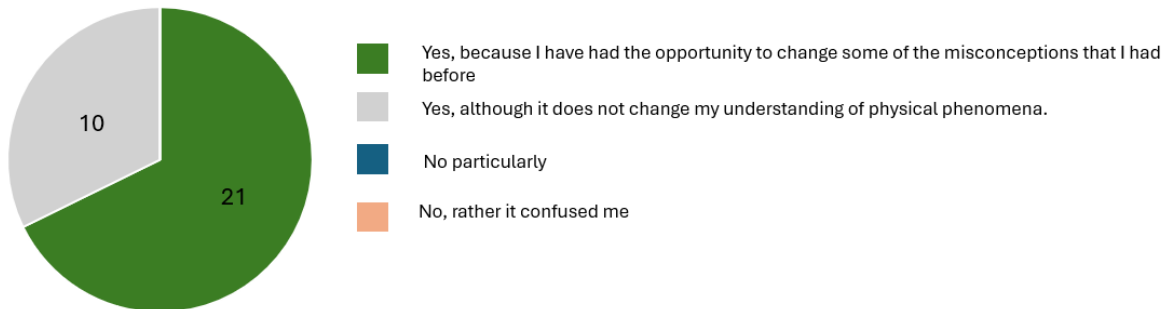 Yes, because I have had the opportunity to change some of the misconceptions that I had
before
10
Yes, although it does not change my understanding of physical phenomena.
No particularly
21
No, rather it confused me